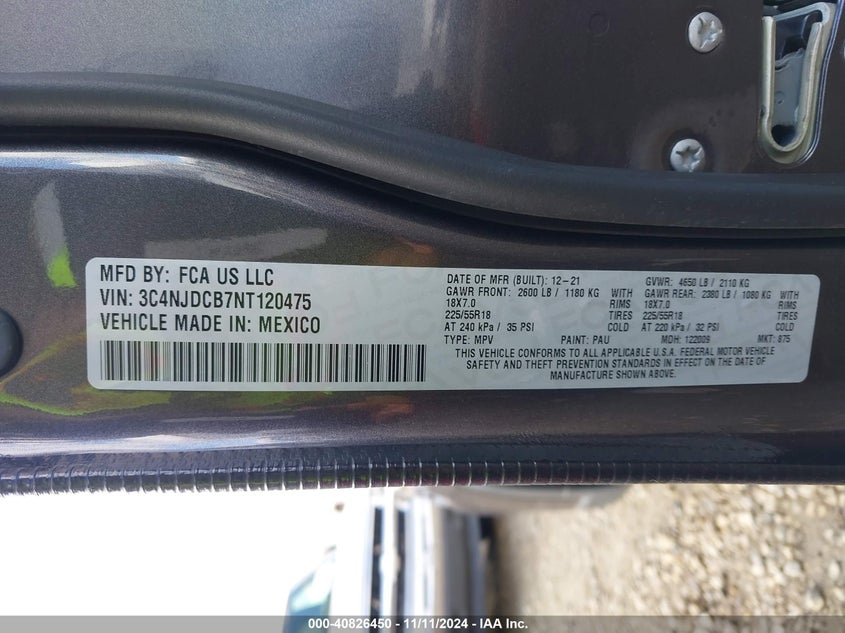 MFD BY: FCA US LLC
VIN: 3C4NJDCB7NT120475
VEHICLE MADE IN: MEXICO
DATE OF MFR (BUILT): 12-21 GVWR: 4650 LB / 2110 KG
GAWR FRONT: 2600 LB / 1180 KG WITH GAWR REAR: 2380 LB / 1080 KG WITH
18X7.0 RIMS 18X7.0 RIMS
225/55R18 TIRES 225/55R18 TIRES
AT 240 kPa / 35 PSI COLD AT 220 kPa / 32 PSI COLD
TYPE: MPV PAINT: PAU MDH: 122009 MKT: 875
THIS VEHICLE CONFORMS TO ALL APPLICABLE U.S.A. FEDERAL MOTOR VEHICLE
SAFETY AND THEFT PREVENTION STANDARDS IN EFFECT ON THE DATE OF
MANUFACTURE SHOWN ABOVE.
000-40826450 - 11/11/2024 - IAA Inc.